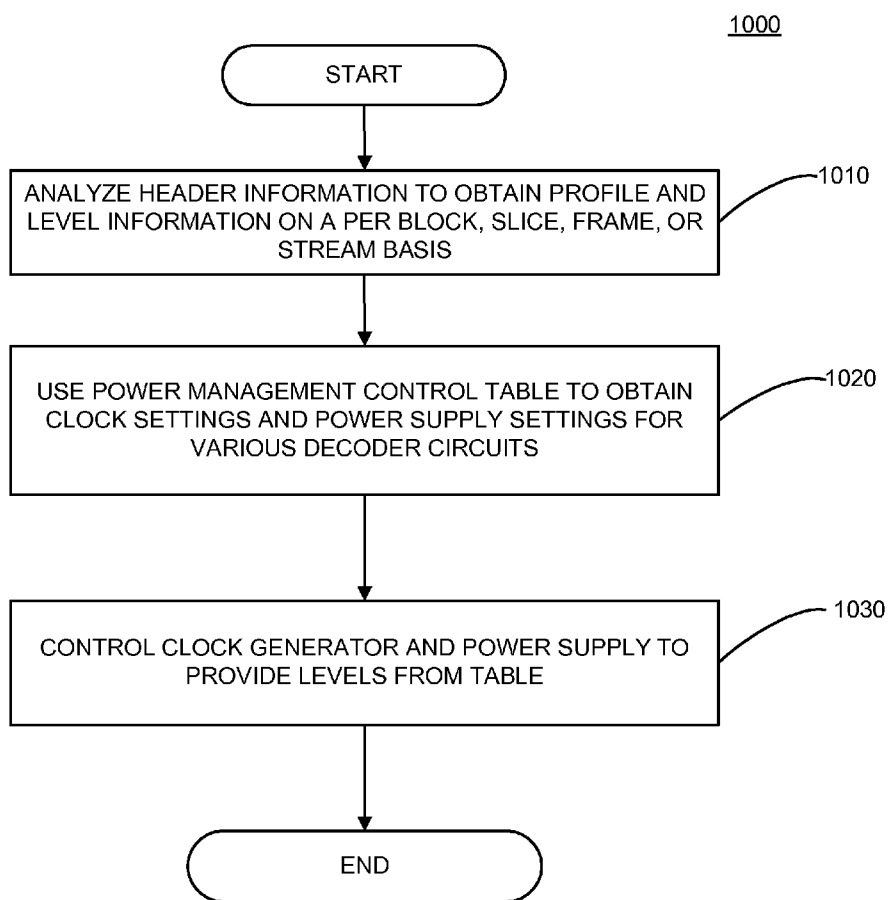 1000
START
ANALYZE HEADER INFORMATION TO OBTAIN PROFILE AND
LEVEL INFORMATION ON A PER BLOCK, SLICE, FRAME, OR
STREAM BASIS
1010
USE POWER MANAGEMENT CONTROL TABLE TO OBTAIN
CLOCK SETTINGS AND POWER SUPPLY SETTINGS FOR
VARIOUS DECODER CIRCUITS
1020
CONTROL CLOCK GENERATOR AND POWER SUPPLY TO
PROVIDE LEVELS FROM TABLE
1030
END